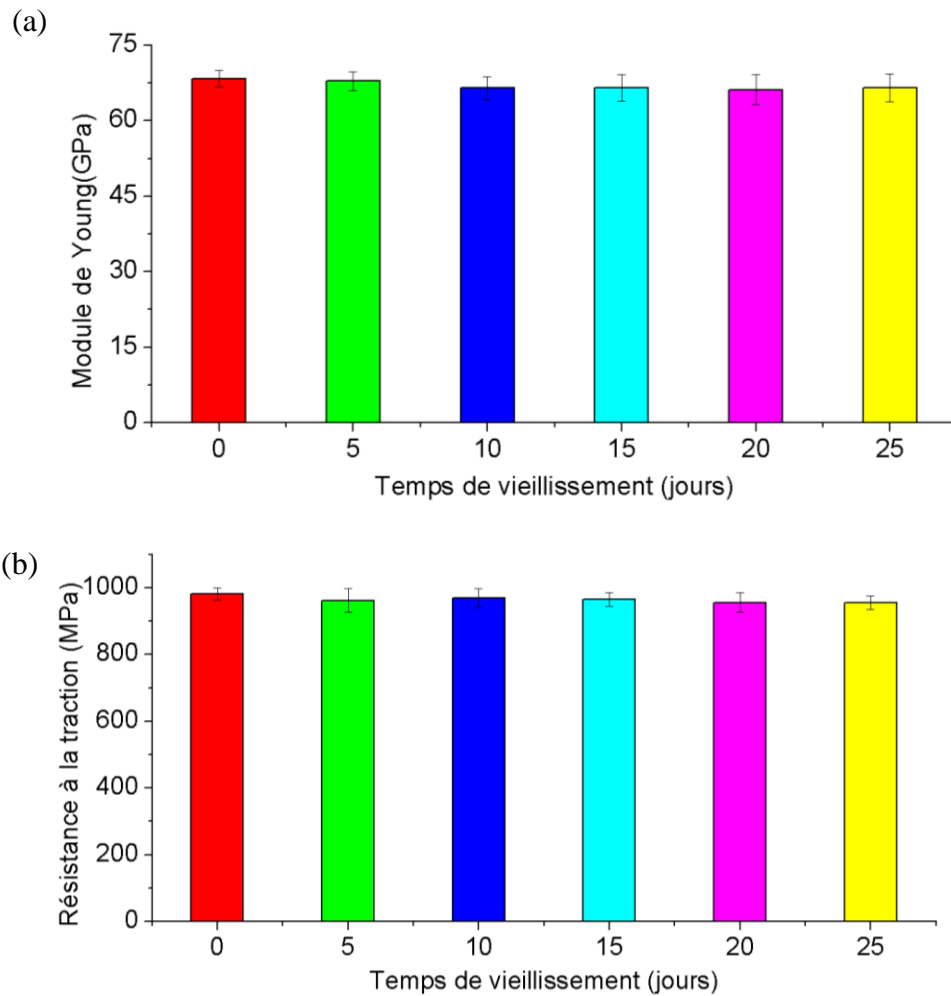 (a)
75
60
45
30
15
0
Module de Young(GPa)
0 5 10 15 20 25
Temps de vieillissement (jours)
(b)
1000
800
600
400
200
0
Résistance à la traction (MPa)
0 5 10 15 20 25
Temps de vieillissement (jours)